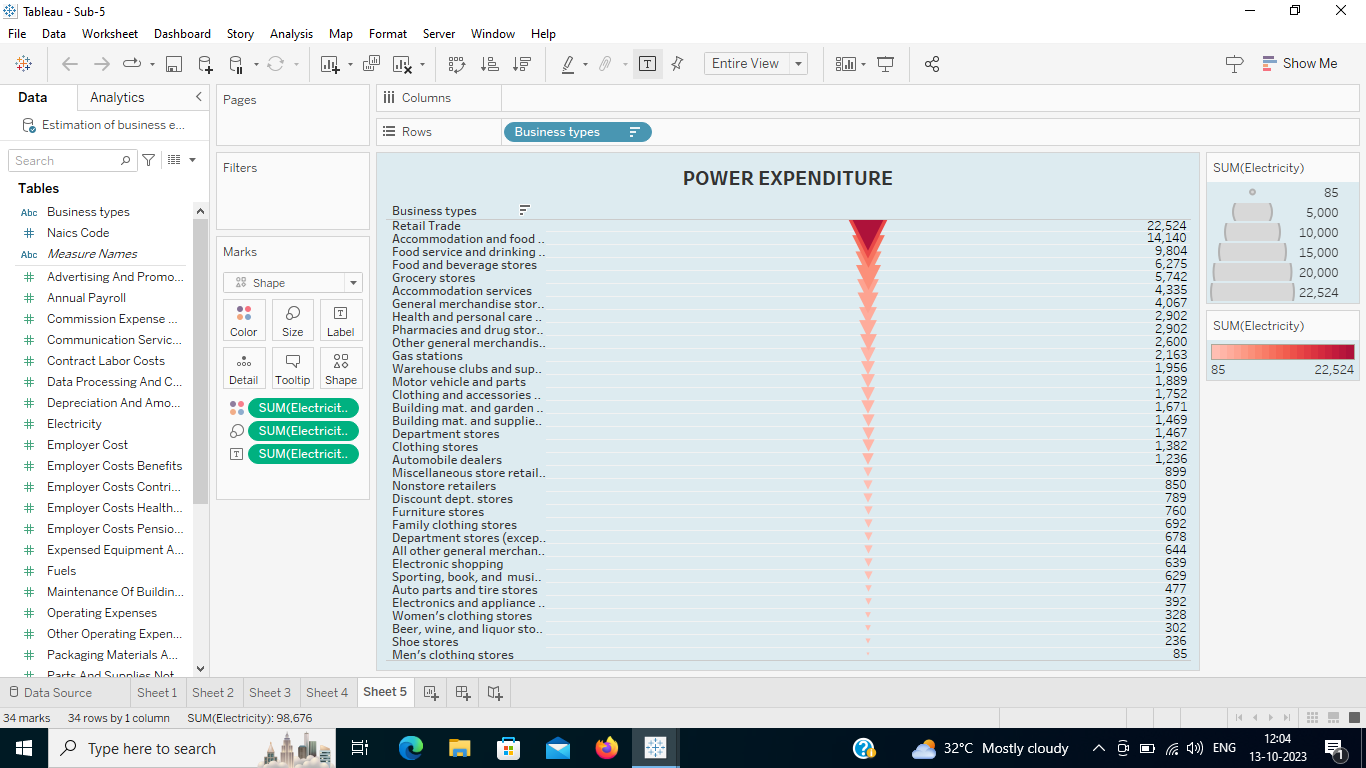 Tableau - Sub-5
File Data Worksheet Dashboard Story Analysis Map Format Server Window Help
Entire View
Show Me
Data Analytics
Estimation of business e...
Search
Tables
Abc Business types
Naics Code
Abc Measure Names
Advertising And Promo...
Annual Payroll
Commission Expense ...
Communication Servic...
Contract Labor Costs
Data Processing And C...
Depreciation And Amo...
Electricity
Employer Cost
Employer Costs Benefits
Employer Costs Contri...
Employer Costs Health...
Employer Costs Pensio...
Expensed Equipment A...
Fuels
Maintenance Of Buildin...
Operating Expenses
Other Operating Expen...
Packaging Materials A...
Parts And Supplies Not
Pages
Filters
Marks
Shape
Color Size Label
Detail Tooltip Shape
SUM(Electricit..
SUM(Electricit..
SUM(Electricit..
Columns
Rows Business types
POWER EXPENDITURE
Business types
Retail Trade 22,524
Accommodation and food .. 14,140
Food service and drinking .. 9,804
Food and beverage stores 6,275
Grocery stores 5,742
Accommodation services 4,335
General merchandise stor.. 4,067
Health and personal care .. 2,902
Pharmacies and drug stor.. 2,902
Other general merchandis.. 2,600
Gas stations 2,163
Warehouse clubs and sup.. 1,956
Motor vehicle and parts 1,889
Clothing and accessories .. 1,752
Building mat. and garden .. 1,671
Building mat. and supplie.. 1,469
Department stores 1,467
Clothing stores 1,382
Automobile dealers 1,236
Miscellaneous store retail.. 899
Nonstore retailers 850
Discount dept. stores 789
Furniture stores 760
Family clothing stores 692
Department stores (excep.. 678
All other general merchan.. 644
Electronic shopping 639
Sporting, book, and musi.. 629
Auto parts and tire stores 477
Electronics and appliance .. 392
Women's clothing stores 328
Beer, wine, and liquor sto.. 302
Shoe stores 236
Men's clothing stores 85
SUM(Electricity)
85
5,000
10,000
15,000
20,000
22,524
SUM(Electricity)
85 22,524
Data Source Sheet 1 Sheet 2 Sheet 3 Sheet 4 Sheet 5
34 marks 34 rows by 1 column SUM(Electricity): 98,676
Type here to search
32°C Mostly cloudy
ENG
12:04
13-10-2023
1